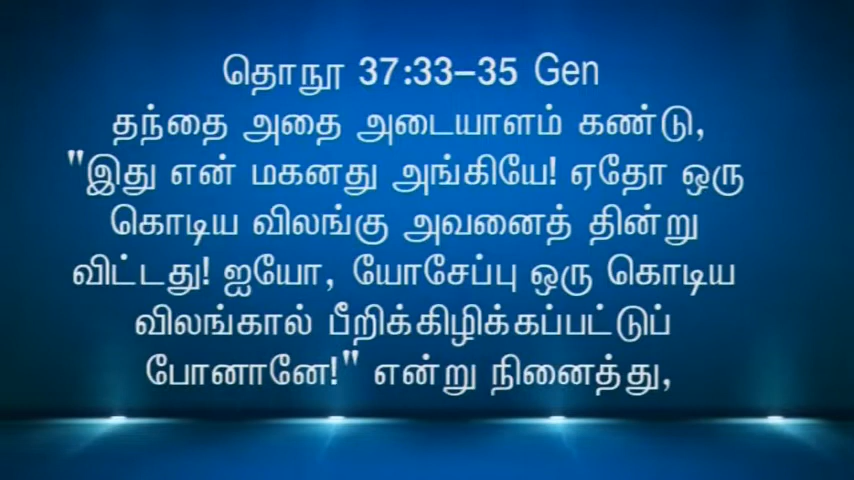 தொநூ 37:33–35 Gen
தந்தை அதை அடையாளம் கண்டு,
"இது என் மகனது அங்கியே! ஏதோ ஒரு
கொடிய விலங்கு அவனைத் தின்று
விட்டது! ஐயோ, யோசேப்பு ஒரு கொடிய
விலங்கால் பீறிக்கிழிக்கப்பட்டுப்
போனானே!" என்று நினைத்து,